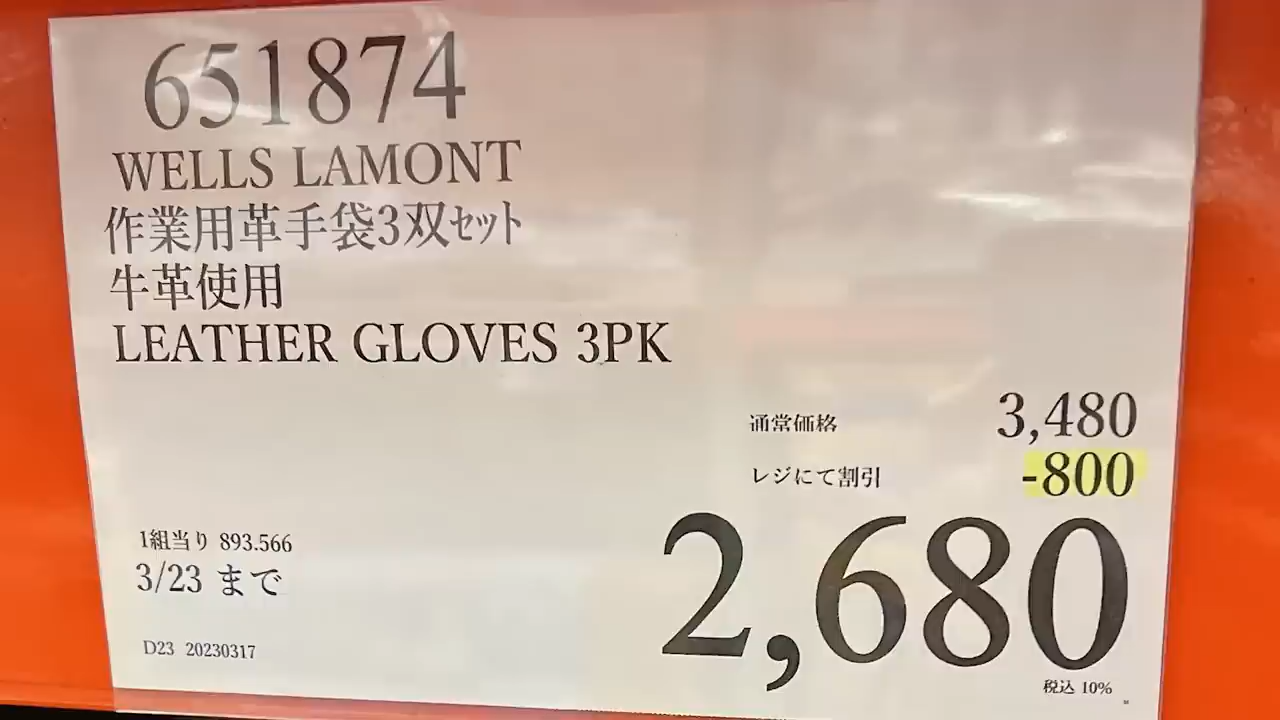 651874
WELLS LAMONT
作業用革手袋3双ｾｯﾄ
牛革使用
LEATHER GLOVES 3PK
通常価格 3,480
レジにて割引 -800
2,680
1組当り 893.566
3/23 まで
D23 20230317
税込 10%